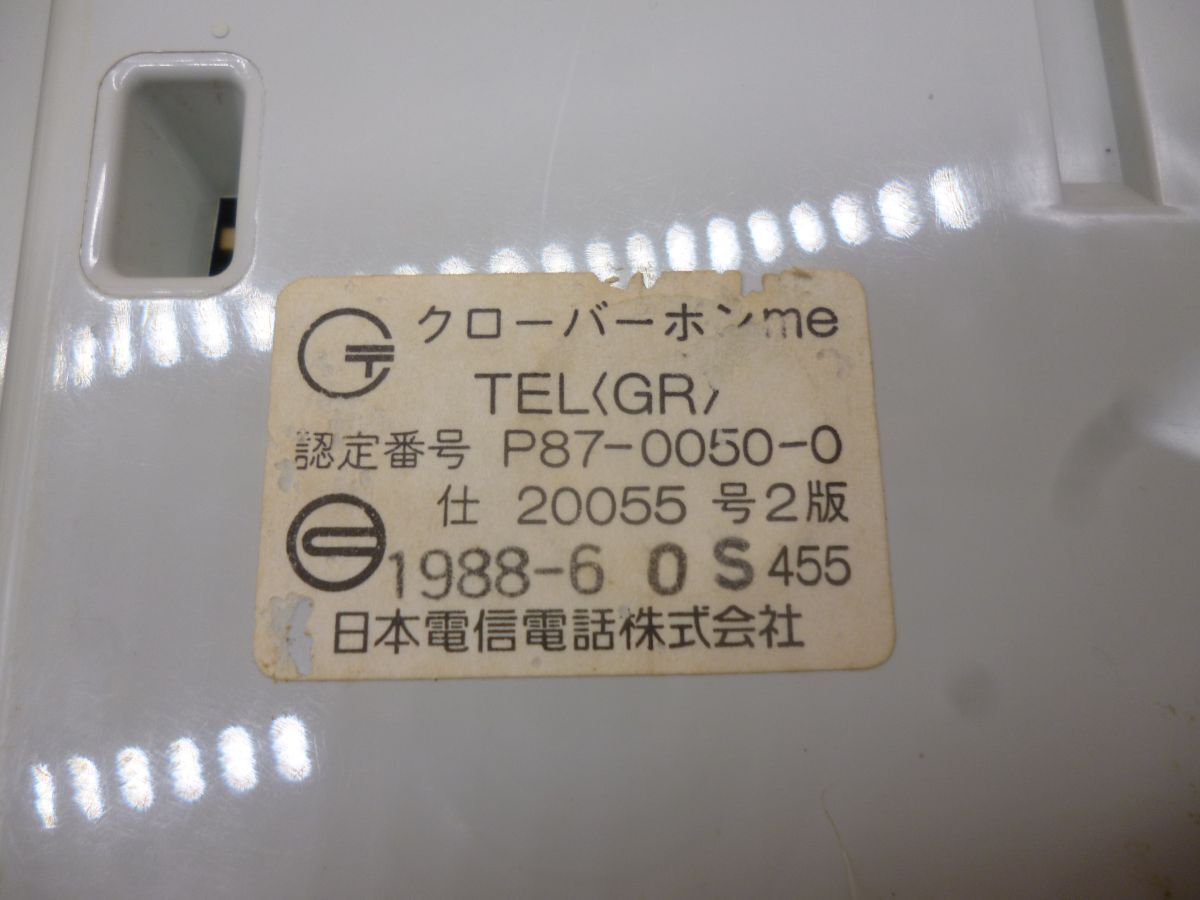 クローバーホンme
TEL〈GR〉
認定番号 P87-0050-0
仕 20055 号2版
1988-6 0 S 455
日本電信電話株式会社